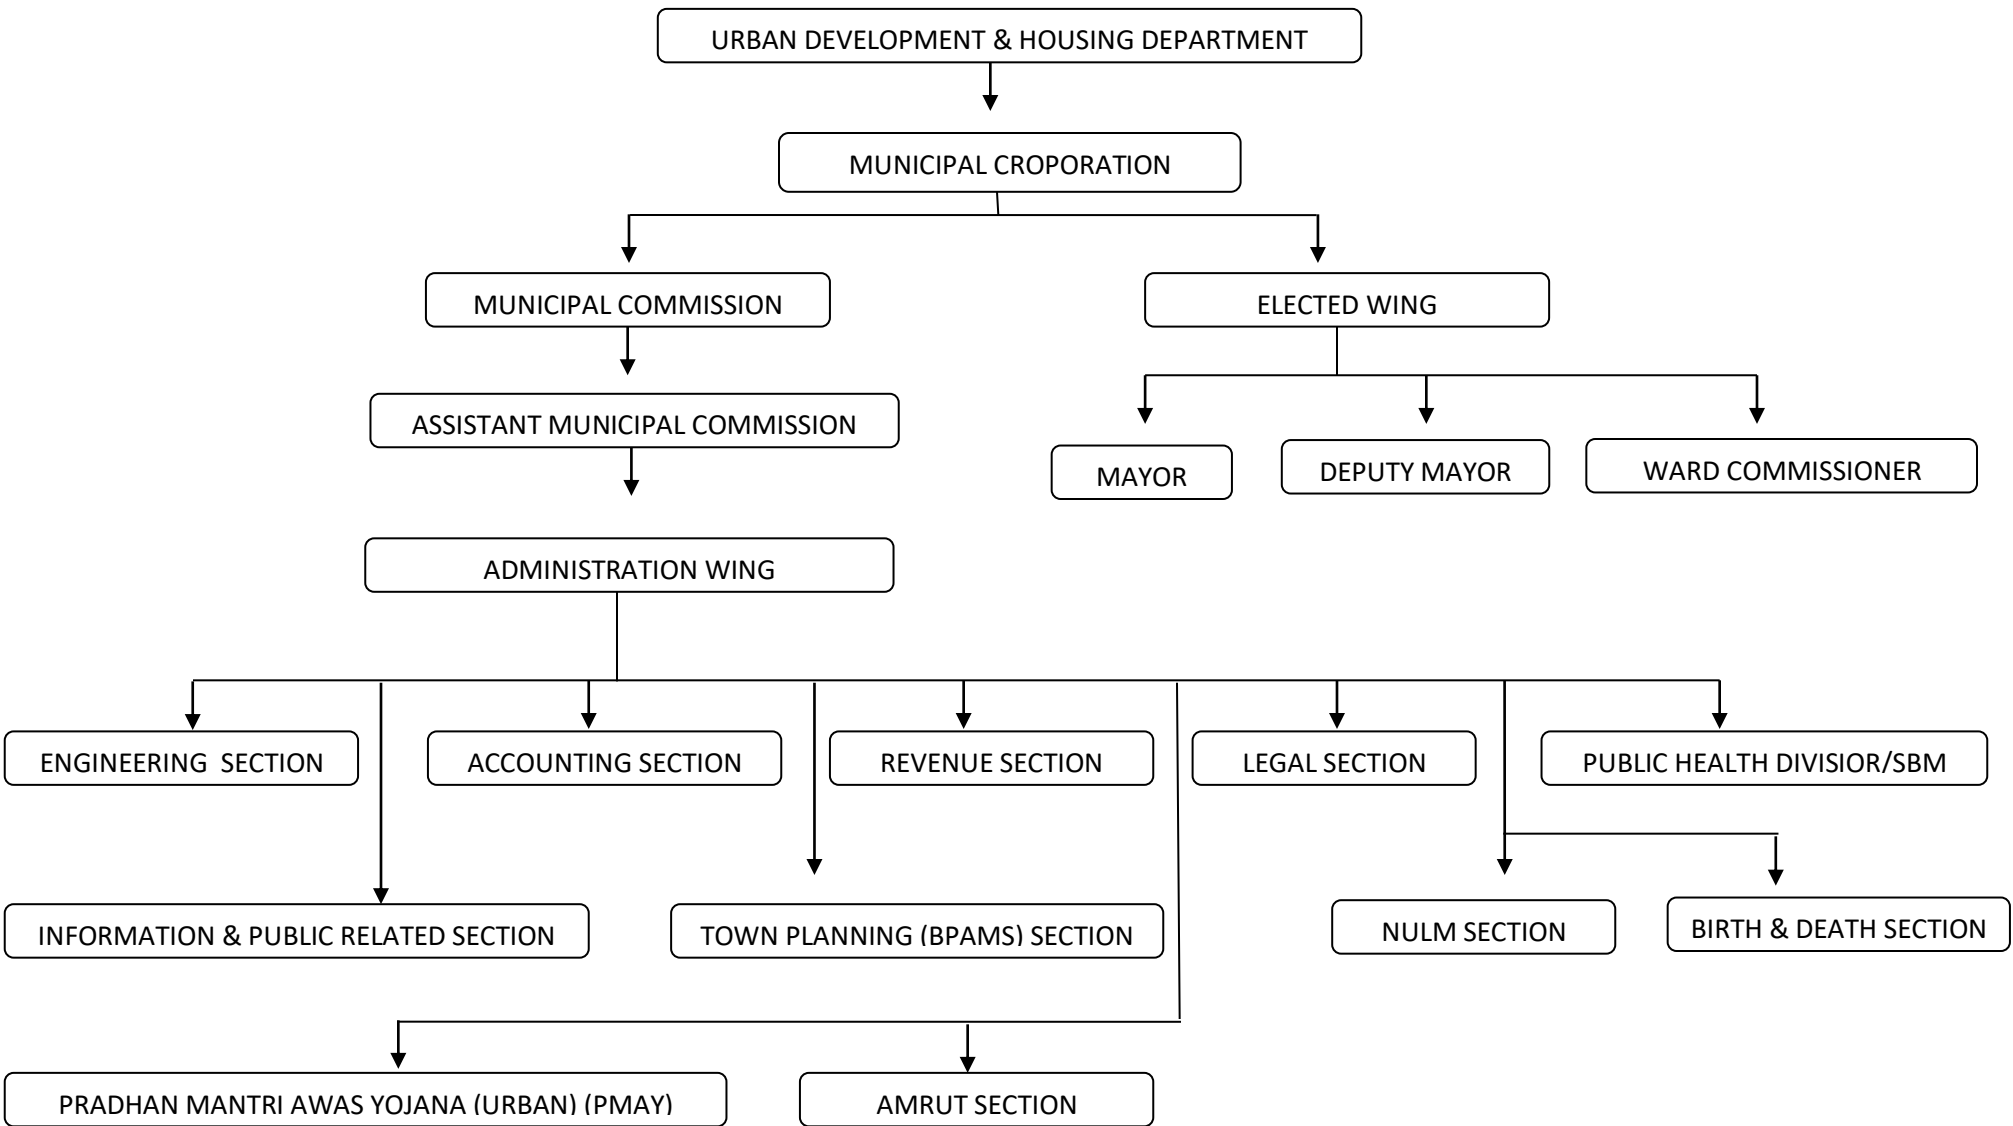 URBAN DEVELOPMENT & HOUSING DEPARTMENT
MUNICIPAL CROPORATION
MUNICIPAL COMMISSION
ELECTED WING
ASSISTANT MUNICIPAL COMMISSION
MAYOR
DEPUTY MAYOR
WARD COMMISSIONER
ADMINISTRATION WING
ENGINEERING SECTION
ACCOUNTING SECTION
REVENUE SECTION
LEGAL SECTION
PUBLIC HEALTH DIVISIOR/SBM
INFORMATION & PUBLIC RELATED SECTION
TOWN PLANNING (BPAMS) SECTION
NULM SECTION
BIRTH & DEATH SECTION
PRADHAN MANTRI AWAS YOJANA (URBAN) (PMAY)
AMRUT SECTION